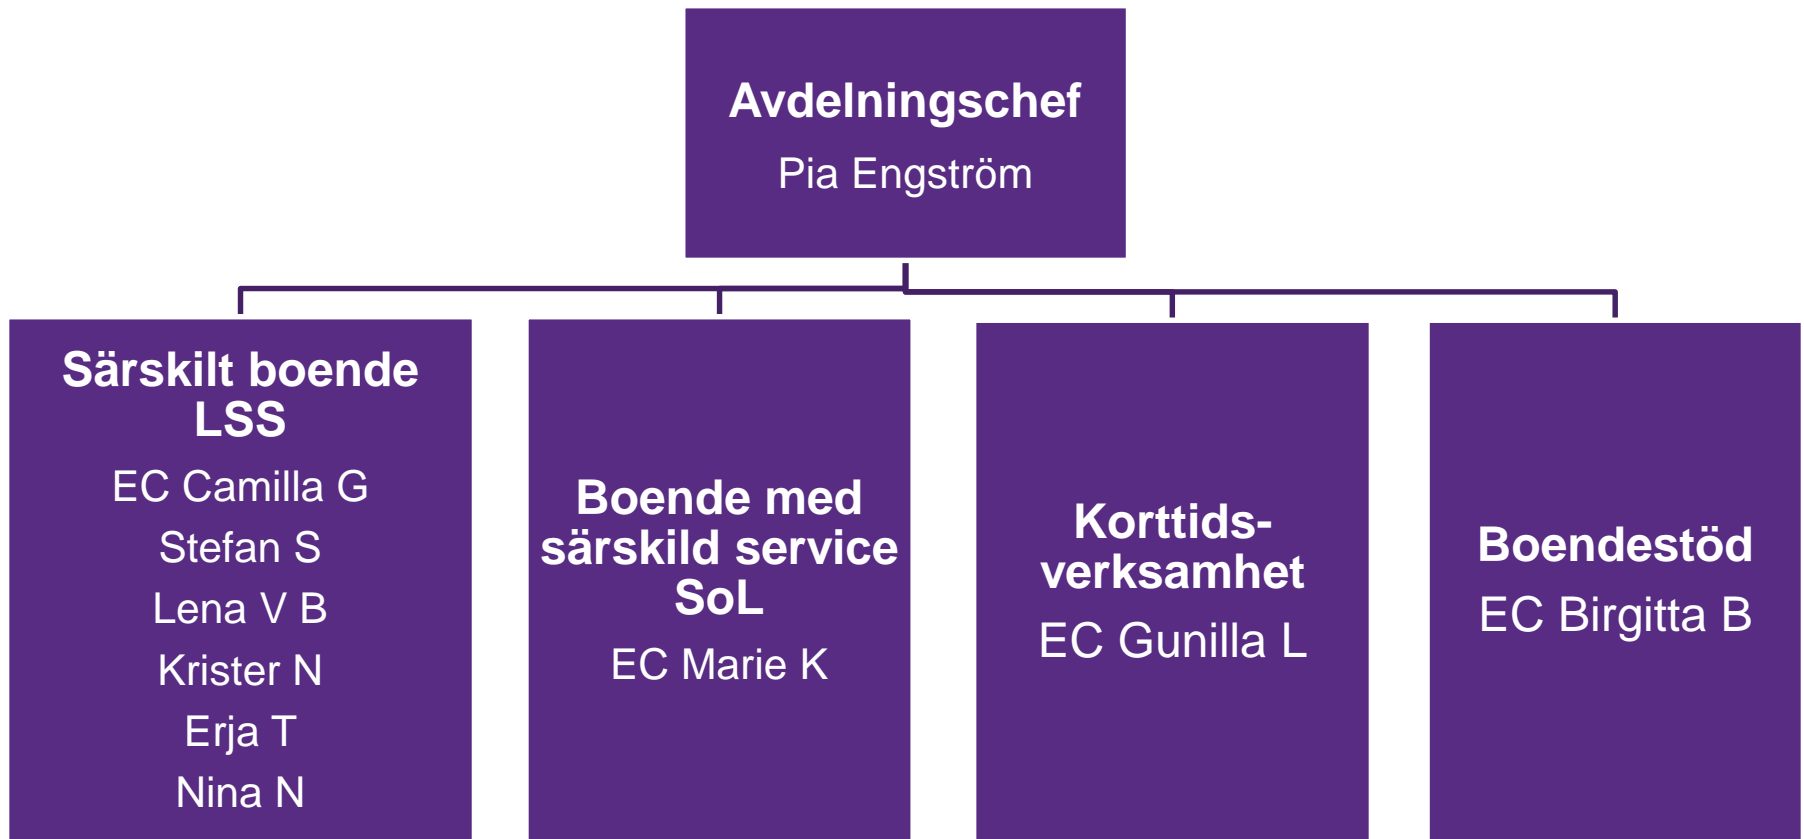 Avdelningschef
Pia Engström
Särskilt boende
LSS
EC Camilla G
Stefan S
Lena V B
Krister N
Erja T
Nina N
Boende med
särskild service
SoL
EC Marie K
Korttids-
verksamhet
EC Gunilla L
Boendestöd
EC Birgitta B